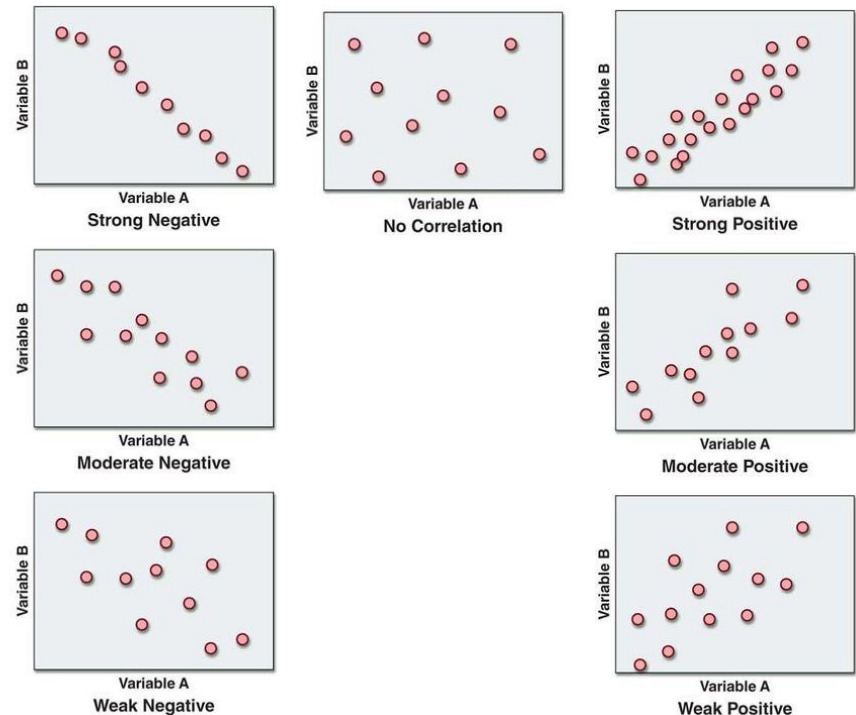 Variable B
Variable A
Strong Negative
Variable B
Variable A
No Correlation
Variable B
Variable A
Strong Positive
Variable B
Variable A
Moderate Negative
Variable B
Variable A
Moderate Positive
Variable B
Variable A
Weak Negative
Variable B
Variable A
Weak Positive